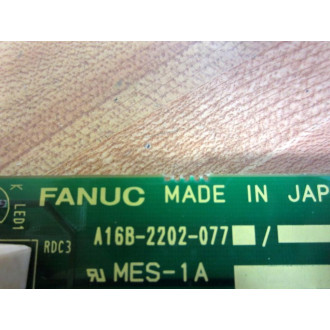 FANUC MADE IN JAP
K LED1
A16B-2202-077■/
RDC3
MES-1A